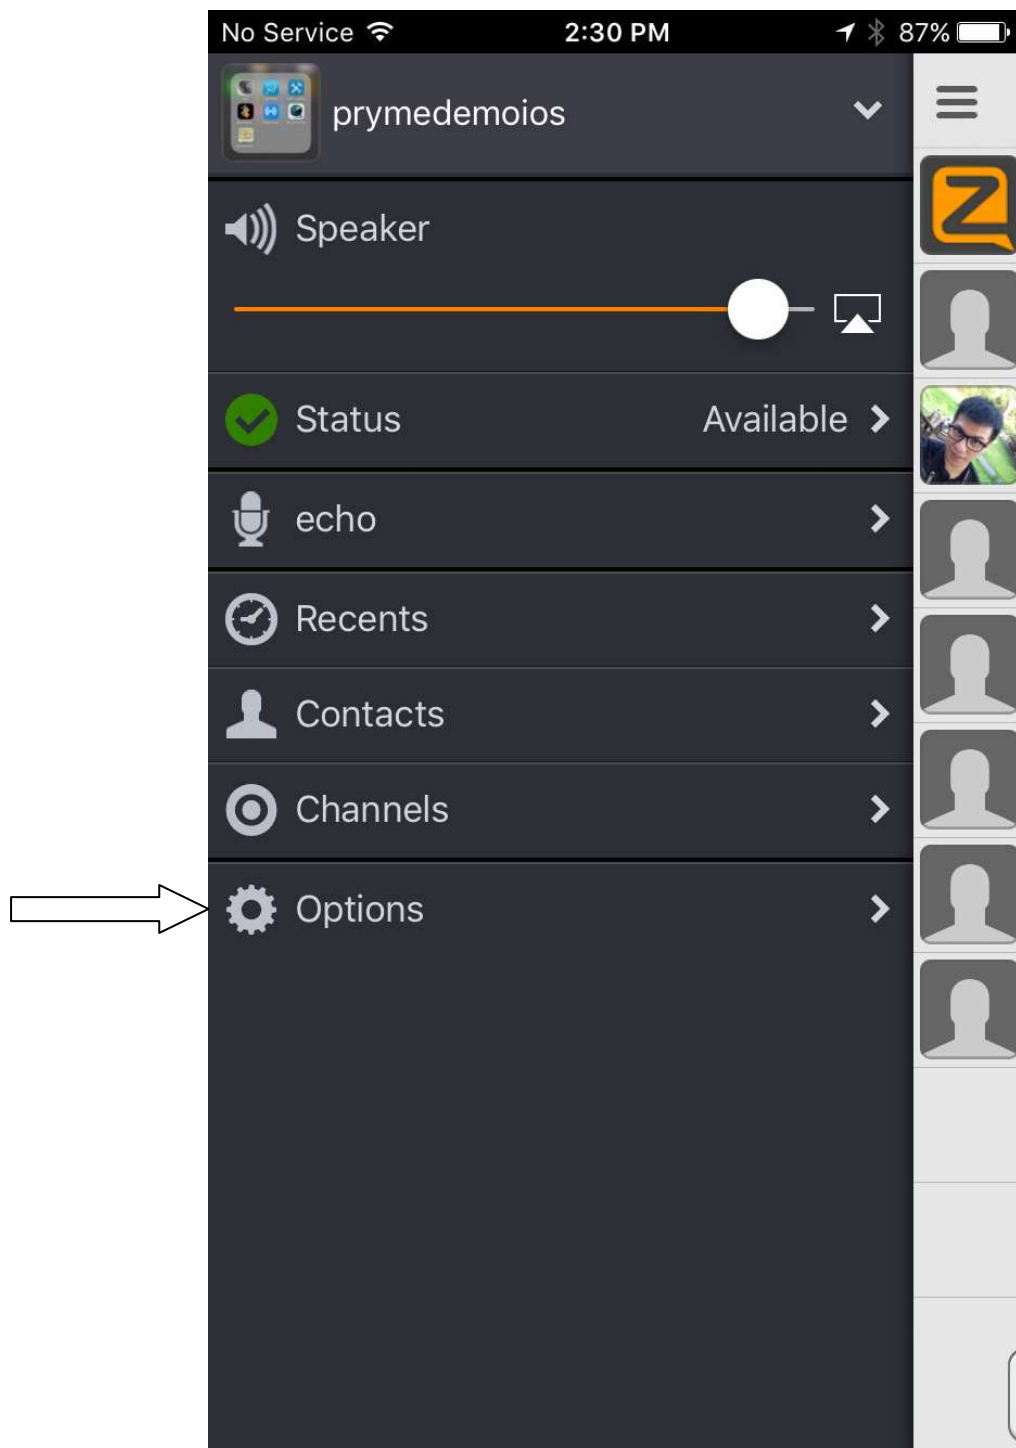 No Service 2:30 PM 87%
prymedemoios
Speaker
Status Available
echo
Recents
Contacts
Channels
Options